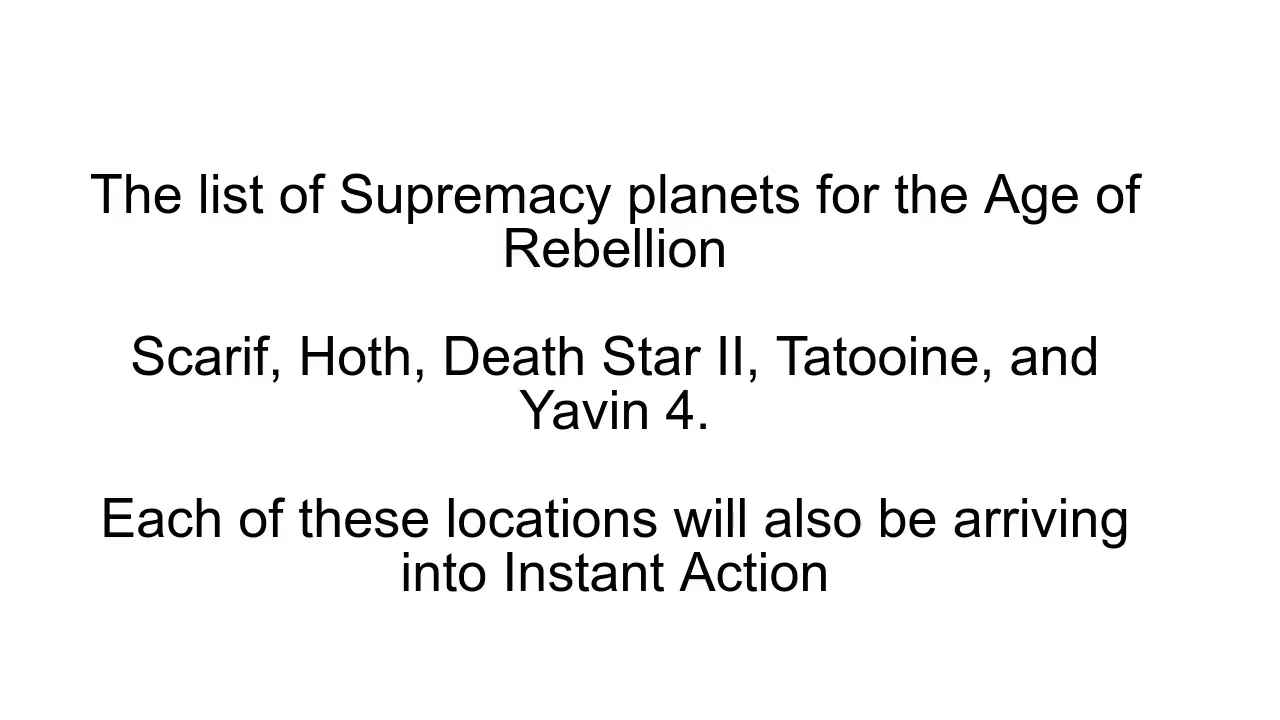 The list of Supremacy planets for the Age of
Rebellion
Scarif, Hoth, Death Star II, Tatooine, and
Yavin 4.
Each of these locations will also be arriving
into Instant Action